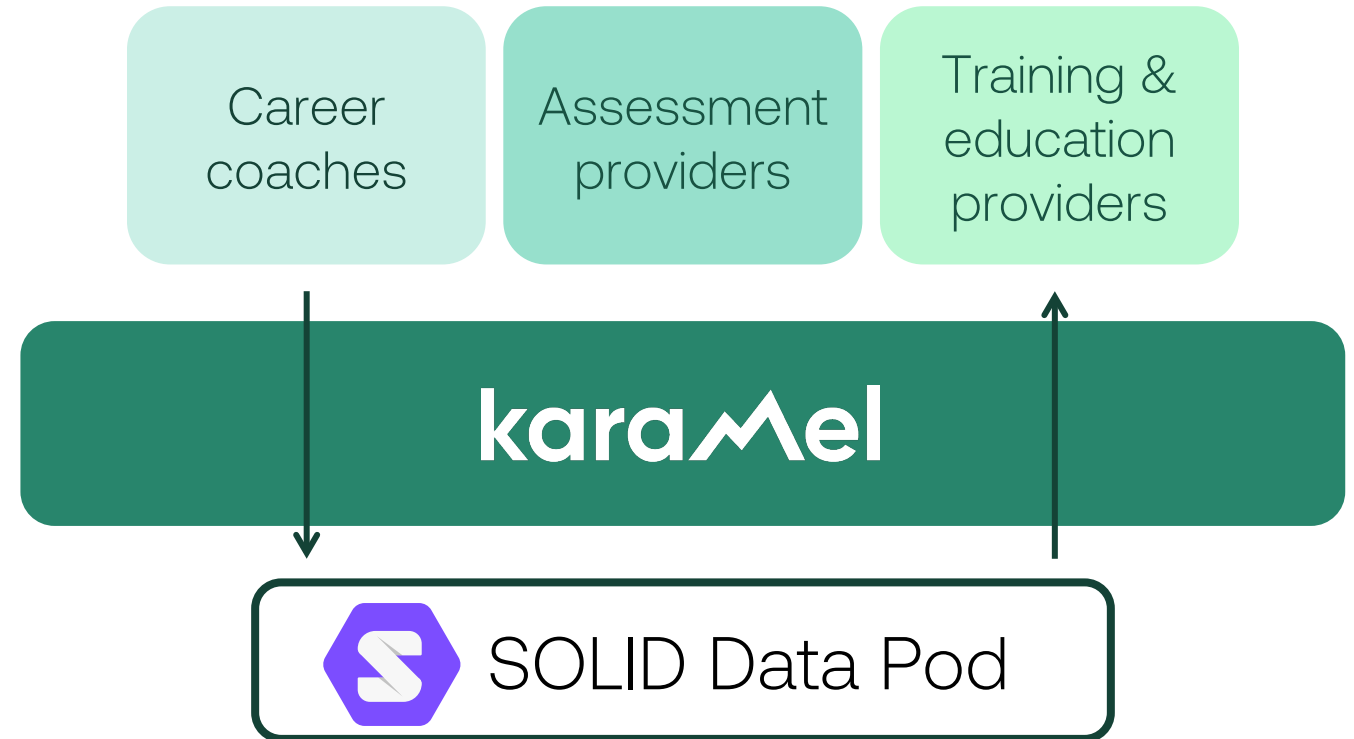 Career
coaches
Assessment
providers
Training &
education
providers
karamel
SOLID Data Pod